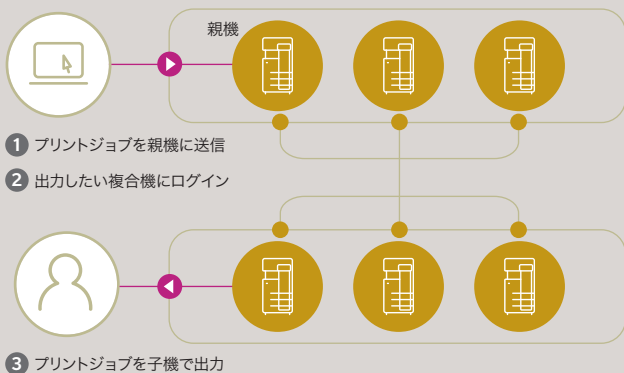 親機
1 プリントジョブを親機に送信
2 出力したい複合機にログイン
3 プリントジョブを子機で出力